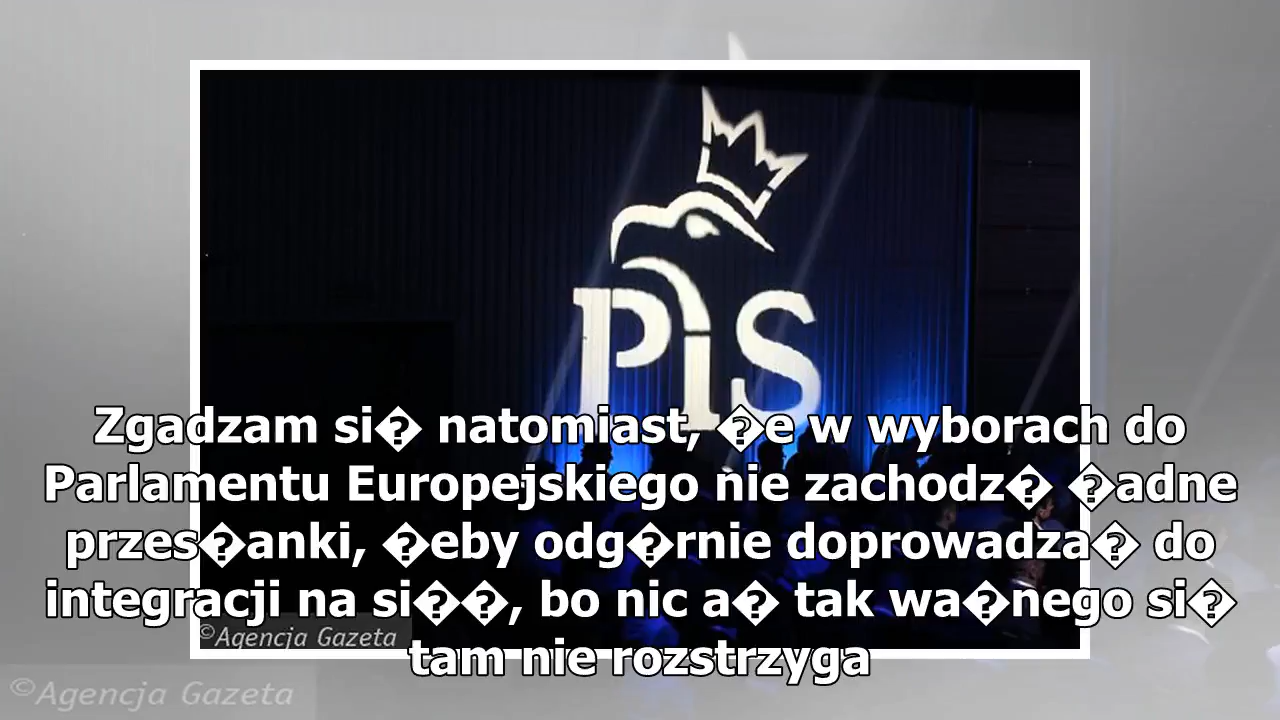 PiS
Zgadzam si� natomiast, �e w wyborach do
Parlamentu Europejskiego nie zachodz� �adne
przes�anki, �eby odg�rnie doprowadza� do
integracji na si��, bo nic a� tak wa�nego si�
tam nie rozstrzyga
©Agencja Gazeta
©Agencja Gazeta